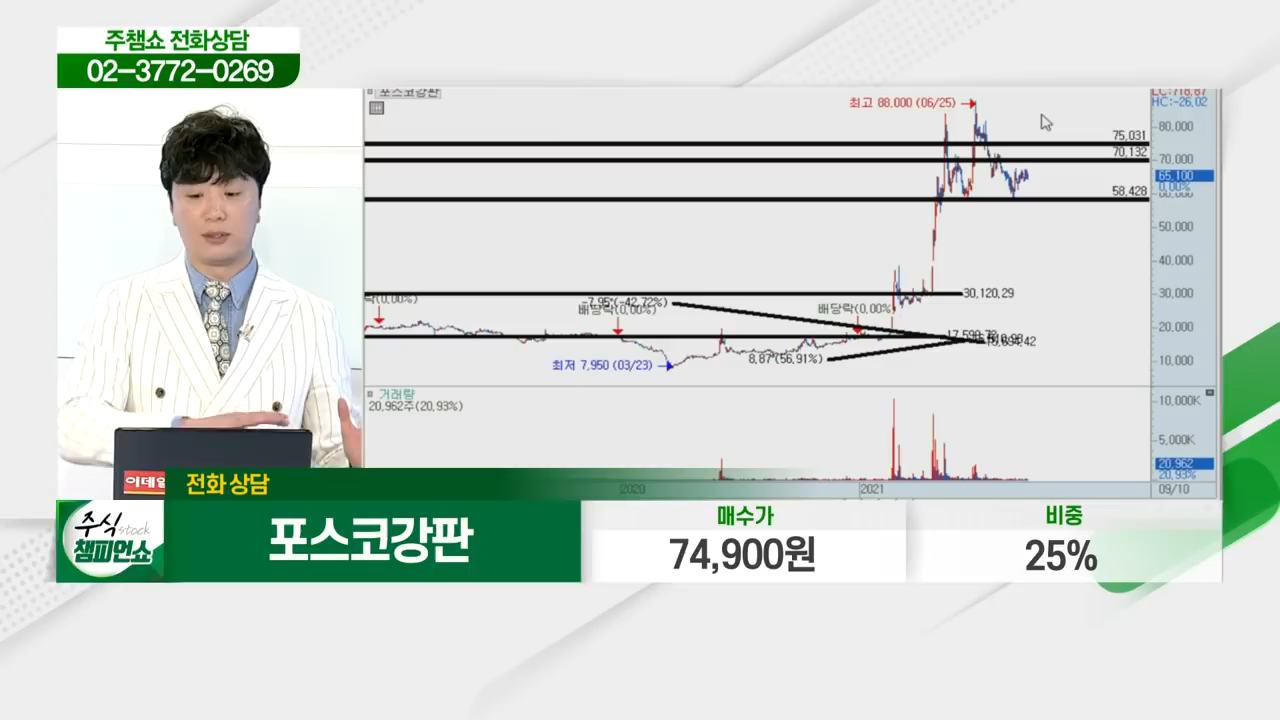 주챔쇼 전화상담
02-3772-0269
포스코강판
최고 88,000 (06/25)
LC:718.87
HC:-26.02
80,000
75,031
70,132
70,000
65,100
0.00%
60,000
58,428
50,000
40,000
30,120,29
30,000
락(0,00%)
-7,95*(-42,72%)
배당락(0,00%)
배당락(0,00%)
20,000
8,87*(56,91%)
최저 7,950 (03/23)
10,000
거래량
20,962주(20,93%)
10,000K
5,000K
20,962
20,93%
2020
2021
09/10
이데일
전화 상담
주식 stock
챔피언쇼
포스코강판
매수가
74,900원
비중
25%